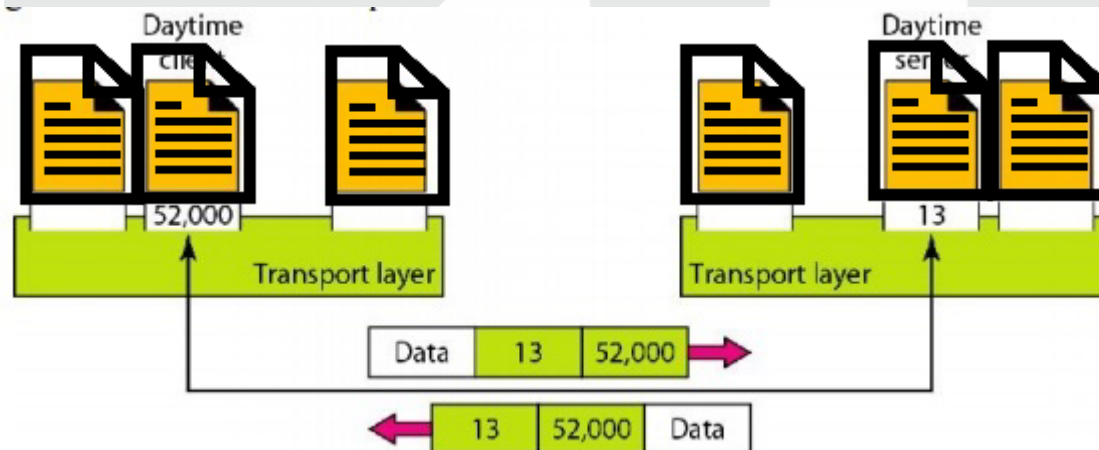 Daytime
Daytime
52,000
13
Transport layer
Transport layer
Data 13 52,000
13 52,000 Data